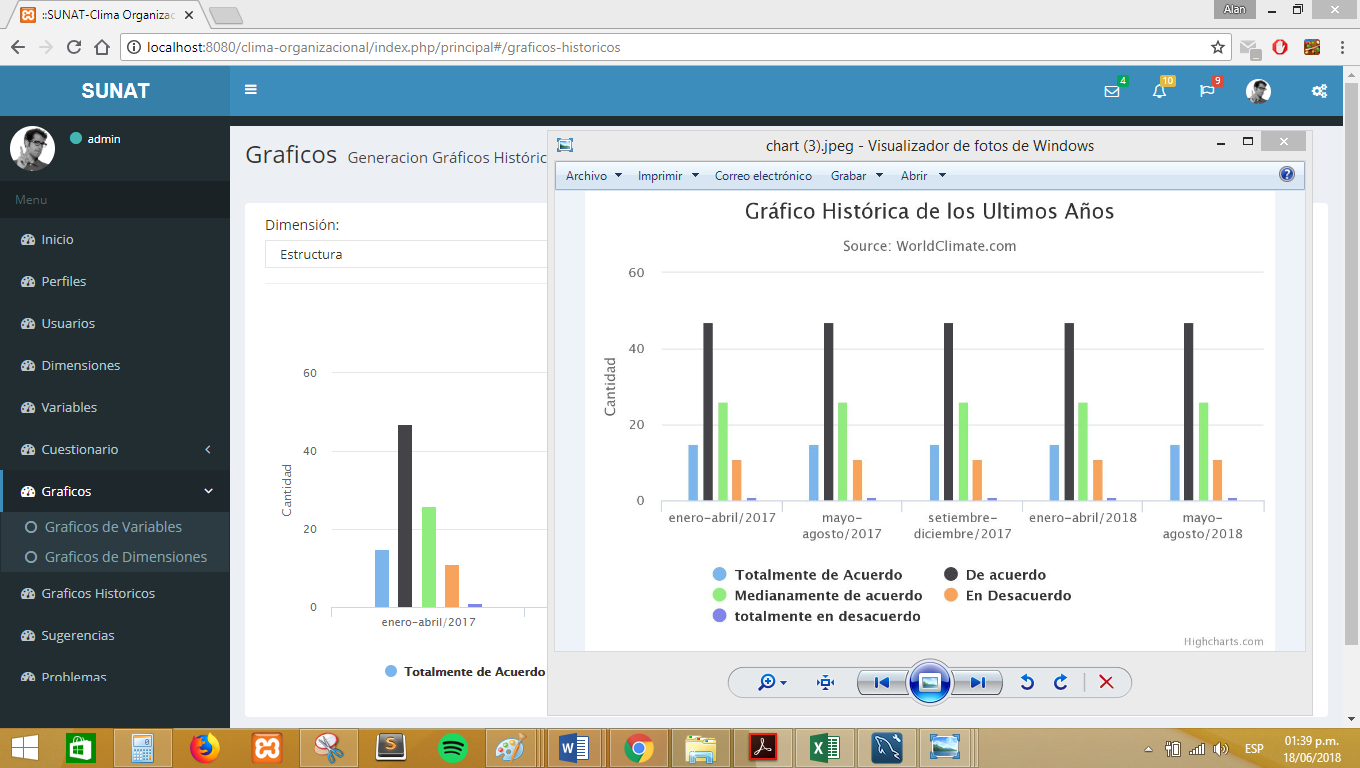 ::SUNAT-Clima Organizac
Alan
localhost:8080/clima-organizacional/index.php/principal#/graficos-historicos
SUNAT
4
10
9
admin
Menu
Inicio
Perfiles
Usuarios
Dimensiones
Variables
Cuestionario
Graficos
Graficos de Variables
Graficos de Dimensiones
Graficos Historicos
Sugerencias
Problemas
Graficos Generacion Gráficos Históric
Dimensión:
Estructura
60
40
20
0
Cantidad
enero-abril/2017
Totalmente de Acuerdo
chart (3).jpeg - Visualizador de fotos de Windows
Archivo Imprimir Correo electrónico Grabar Abrir
Gráfico Histórica de los Ultimos Años
Source: WorldClimate.com
60
40
20
0
Cantidad
enero-abril/2017
mayo-
agosto/2017
setiembre-
diciembre/2017
enero-abril/2018
mayo-
agosto/2018
Totalmente de Acuerdo
De acuerdo
Medianamente de acuerdo
En Desacuerdo
totalmente en desacuerdo
Highcharts.com
ESP
01:39 p.m.
18/06/2018